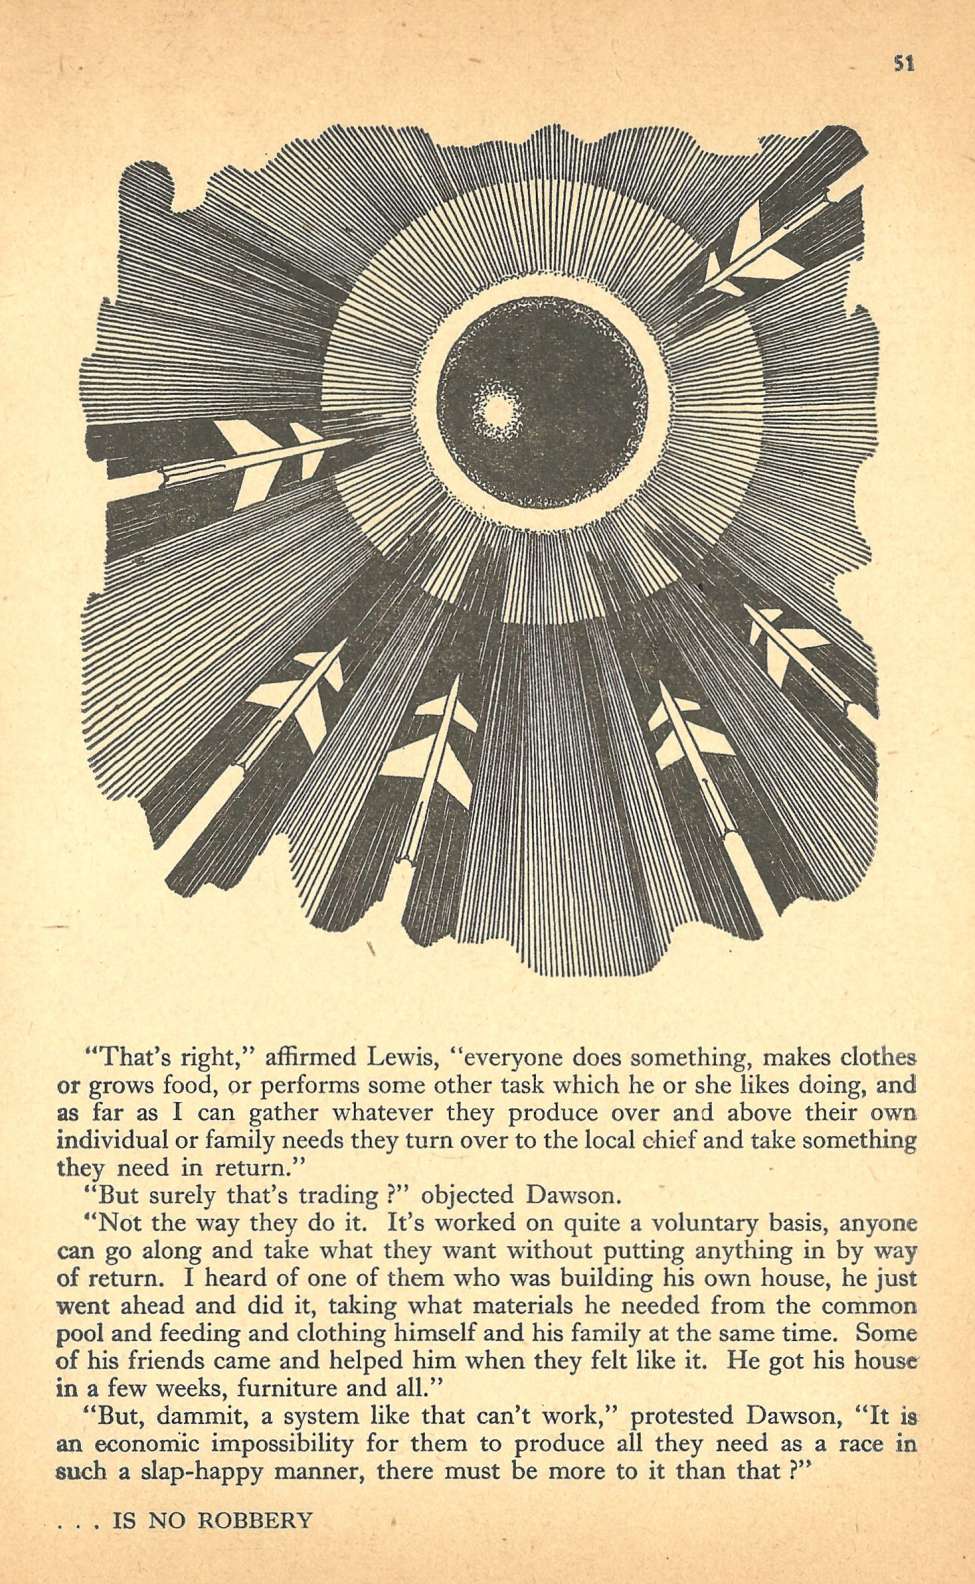 51
“That’s right,” affirmed Lewis, “everyone does something, makes clothes
or grows food, or performs some other task which he or she likes doing, and
as far as I can gather whatever they produce over and above their own
individual or family needs they turn over to the local chief and take something
they need in return.”
“But surely that’s trading ?” objected Dawson.
“Not the way they do it. It’s worked on quite a voluntary basis, anyone
can go along and take what they want without putting anything in by way
of return. I heard of one of them who was building his own house, he just
went ahead and did it, taking what materials he needed from the common
pool and feeding and clothing himself and his family at the same time. Some
of his friends came and helped him when they felt like it. He got his house
in a few weeks, furniture and all.”
“But, dammit, a system like that can’t work,” protested Dawson, “It is
an economic impossibility for them to produce all they need as a race in
such a slap-happy manner, there must be more to it than that ?”
. . . IS NO ROBBERY